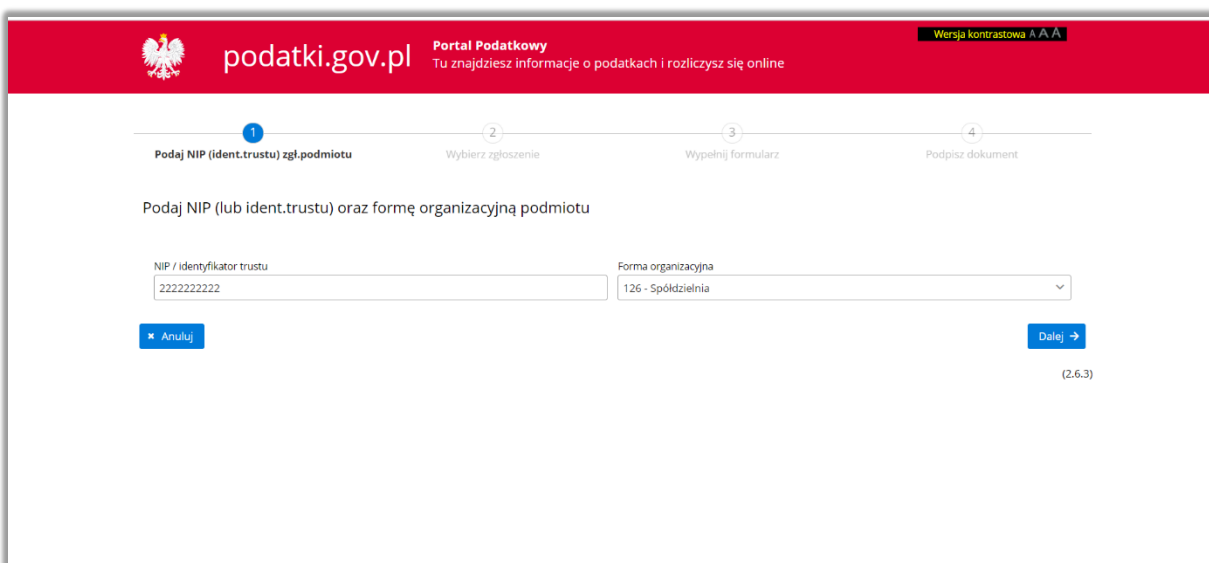 podatki.gov.pl
Portal Podatkowy
Tu znajdziesz informacje o podatkach i rozliczysz się online
Wersja kontrastowa A A A
1 2 3 4
Podaj NIP (ident.trustu) zgł.podmiotu Wybierz zgłoszenie Wypełnij formularz Podpisz dokument
Podaj NIP (lub ident.trustu) oraz formę organizacyjną podmiotu
NIP / identyfikator trustu Forma organizacyjna
2222222222 126 - Spółdzielnia
Anuluj Dalej
(2.6.3)